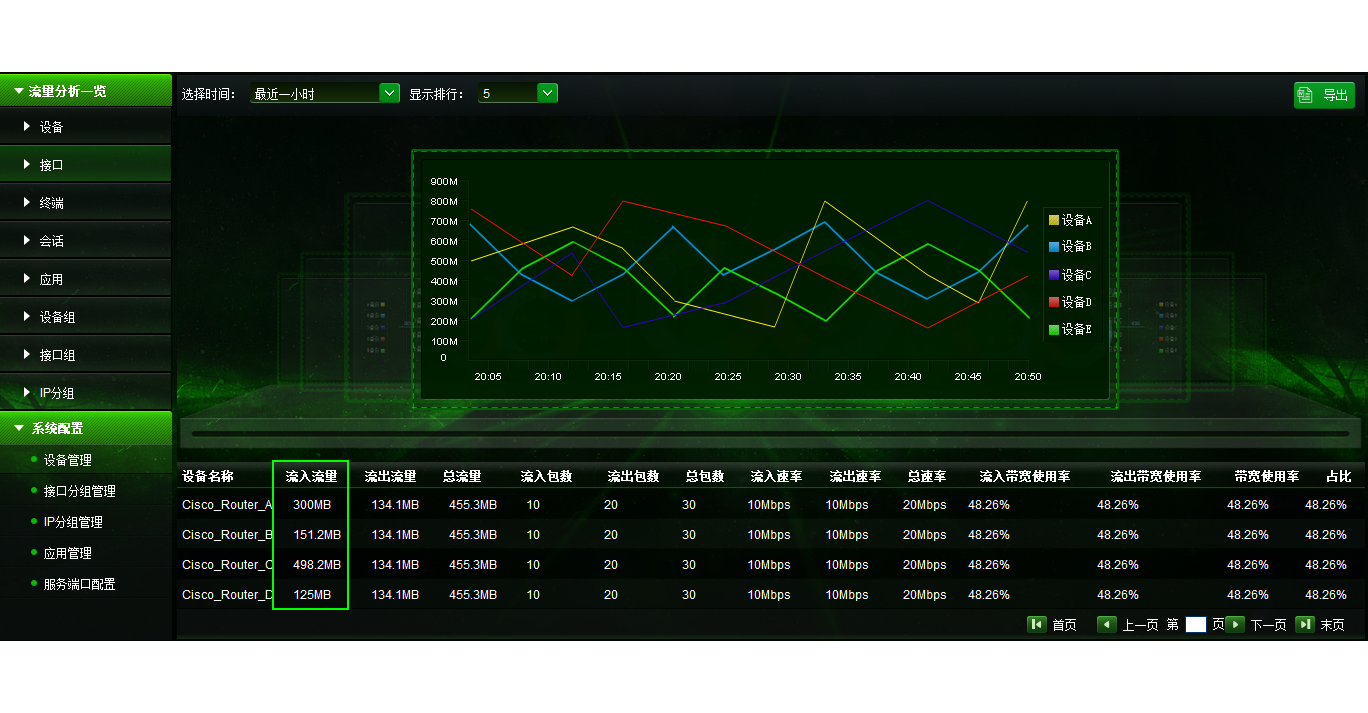 流量分析一览
设备
接口
终端
会话
应用
设备组
接口组
IP分组
系统配置
设备管理
接口分组管理
IP分组管理
应用管理
服务端口配置
选择时间： 最近一小时 显示排行： 5 导出
900M
800M
700M
600M
500M
400M
300M
200M
100M
0
20:05 20:10 20:15 20:20 20:25 20:30 20:35 20:40 20:45 20:50
设备A
设备B
设备C
设备D
设备E
设备名称 流入流量 流出流量 总流量 流入包数 流出包数 总包数 流入速率 流出速率 总速率 流入带宽使用率 流出带宽使用率 带宽使用率 占比
Cisco_Router_A 300MB 134.1MB 455.3MB 10 20 30 10Mbps 10Mbps 20Mbps 48.26% 48.26% 48.26% 48.26%
Cisco_Router_B 151.2MB 134.1MB 455.3MB 10 20 30 10Mbps 10Mbps 20Mbps 48.26% 48.26% 48.26% 48.26%
Cisco_Router_C 498.2MB 134.1MB 455.3MB 10 20 30 10Mbps 10Mbps 20Mbps 48.26% 48.26% 48.26% 48.26%
Cisco_Router_D 125MB 134.1MB 455.3MB 10 20 30 10Mbps 10Mbps 20Mbps 48.26% 48.26% 48.26% 48.26%
首页 上一页 第 页 下一页 末页